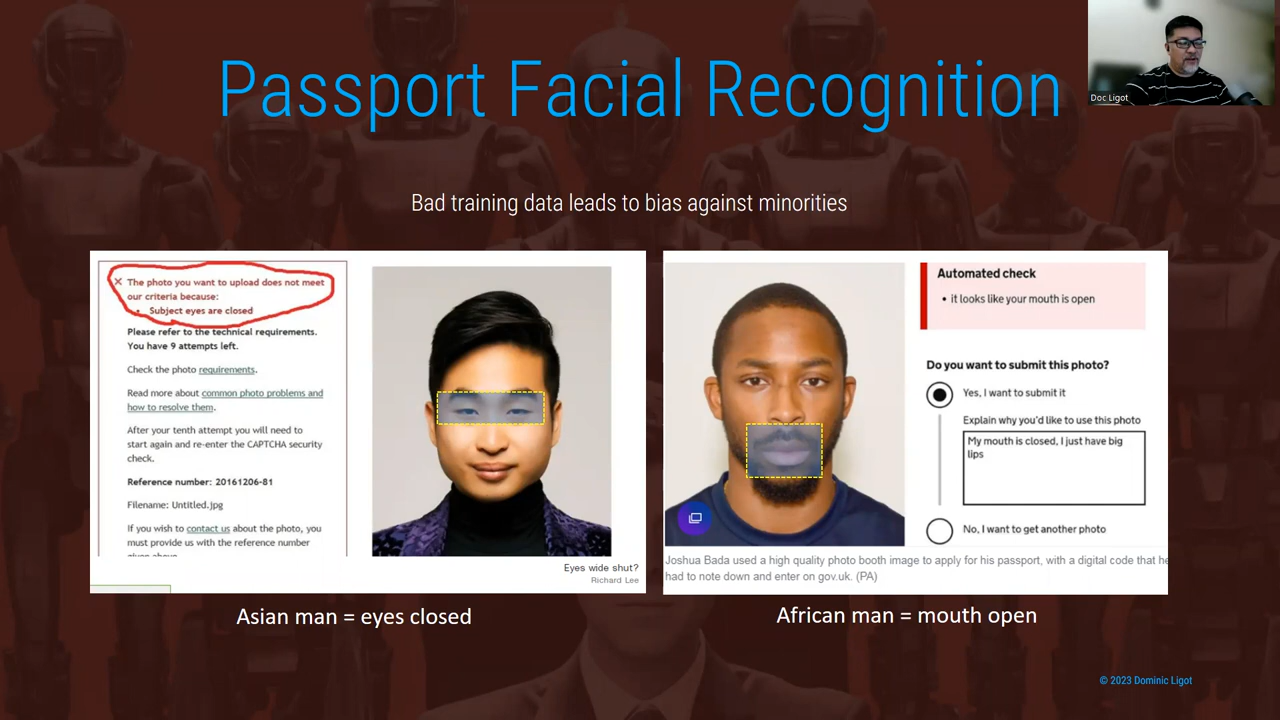 Passport Facial Recognition
Doc Ligot
Bad training data leads to bias against minorities
The photo you want to upload does not meet
our criteria because:
• Subject eyes are closed
Please refer to the technical requirements.
You have 9 attempts left.
Check the photo requirements.
Read more about common photo problems and
how to resolve them.
After your tenth attempt you will need to
start again and re-enter the CAPTCHA security
check.
Reference number: 20161206-81
Filename: Untitled.jpg
If you wish to contact us about the photo, you
must provide us with the reference number
given above.
Eyes wide shut?
Richard Lee
Automated check
• it looks like your mouth is open
Do you want to submit this photo?
Yes, I want to submit it
Explain why you'd like to use this photo
My mouth is closed, I just have big
lips
No, I want to get another photo
Joshua Bada used a high quality photo booth image to apply for his passport, with a digital code that he
had to note down and enter on gov.uk. (PA)
Asian man = eyes closed
African man = mouth open
© 2023 Dominic Ligot